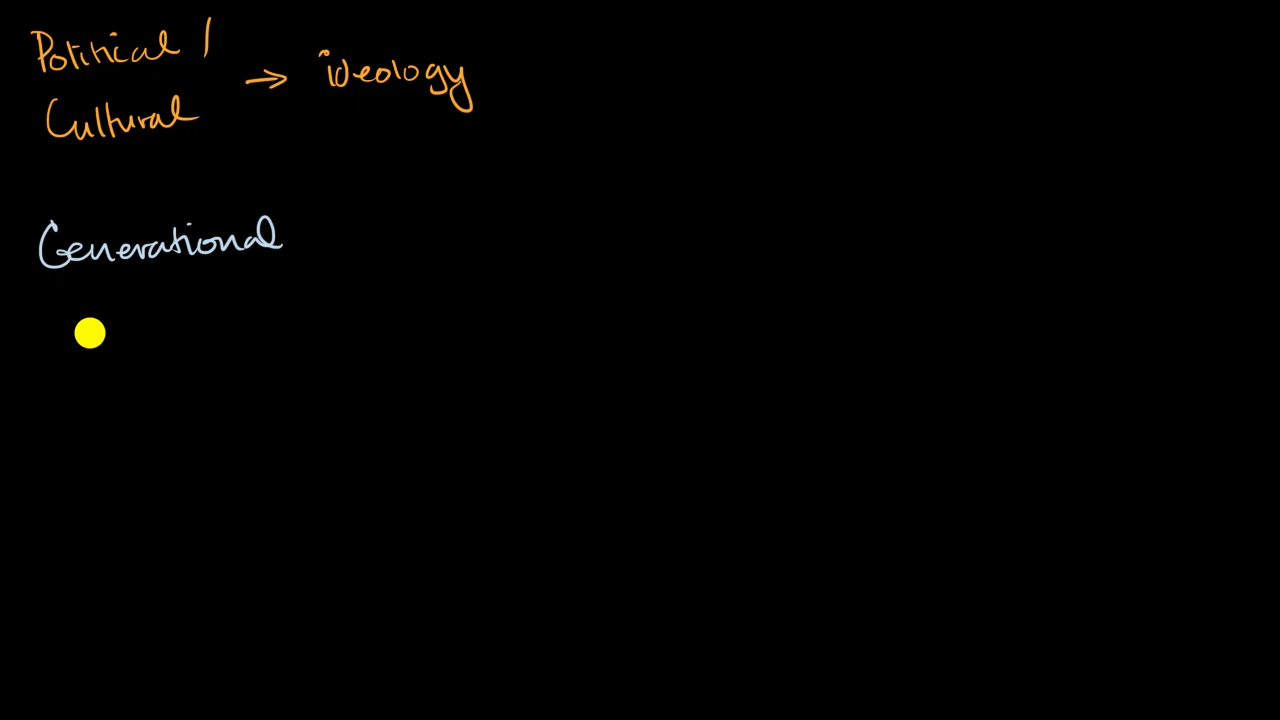 Political /
Cultural → ideology
Generational